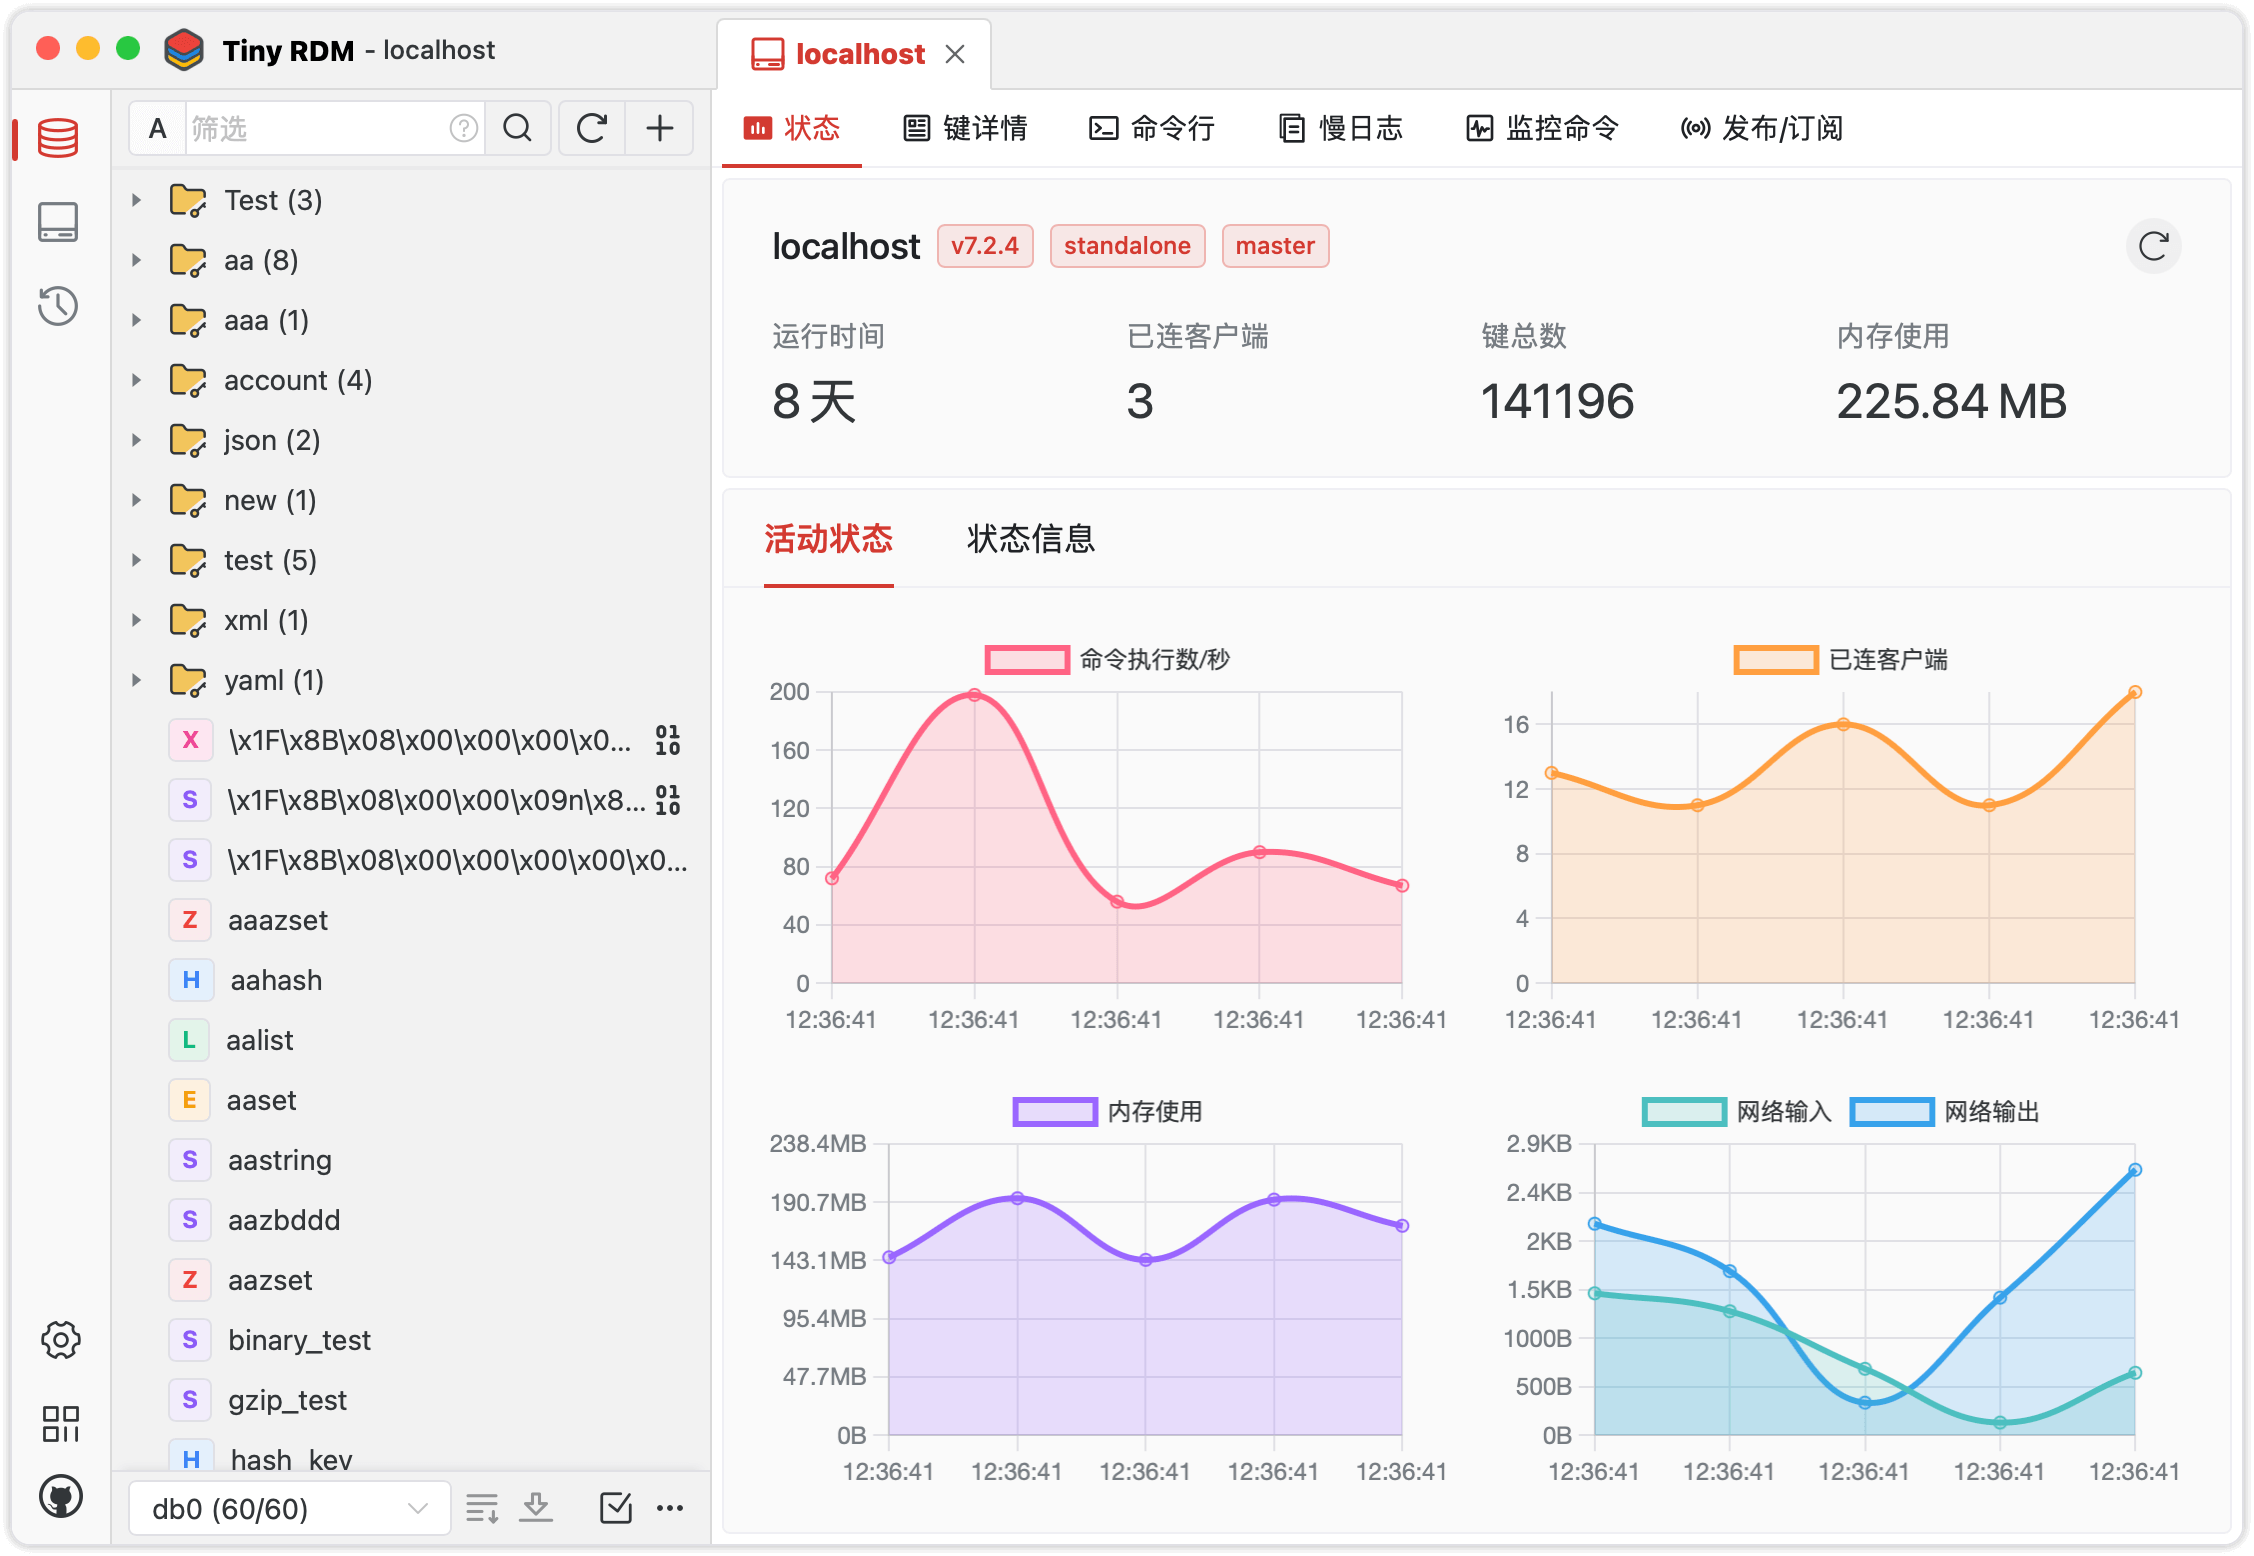 Tiny RDM - localhost
localhost
A 筛选
状态 键详情 命令行 慢日志 监控命令 发布/订阅
Test (3)
aa (8)
aaa (1)
account (4)
json (2)
new (1)
test (5)
xml (1)
yaml (1)
X \x1F\x8B\x08\x00\x00\x00\x0... 01 10
S \x1F\x8B\x08\x00\x00\x09n\x8... 01 10
S \x1F\x8B\x08\x00\x00\x00\x00\x0...
Z aaazset
H aahash
L aalist
E aaset
S aastring
S aazbddd
Z aazset
S binary_test
S gzip_test
H hash_key
db0 (60/60)
localhost v7.2.4 standalone master
运行时间 已连客户端 键总数 内存使用
8 天 3 141196 225.84 MB
活动状态 状态信息
命令执行数/秒
200
160
120
80
40
0
12:36:41 12:36:41 12:36:41 12:36:41 12:36:41
已连客户端
16
12
8
4
0
12:36:41 12:36:41 12:36:41 12:36:41 12:36:41
内存使用
238.4MB
190.7MB
143.1MB
95.4MB
47.7MB
0B
12:36:41 12:36:41 12:36:41 12:36:41 12:36:41
网络输入 网络输出
2.9KB
2.4KB
2KB
1.5KB
1000B
500B
0B
12:36:41 12:36:41 12:36:41 12:36:41 12:36:41